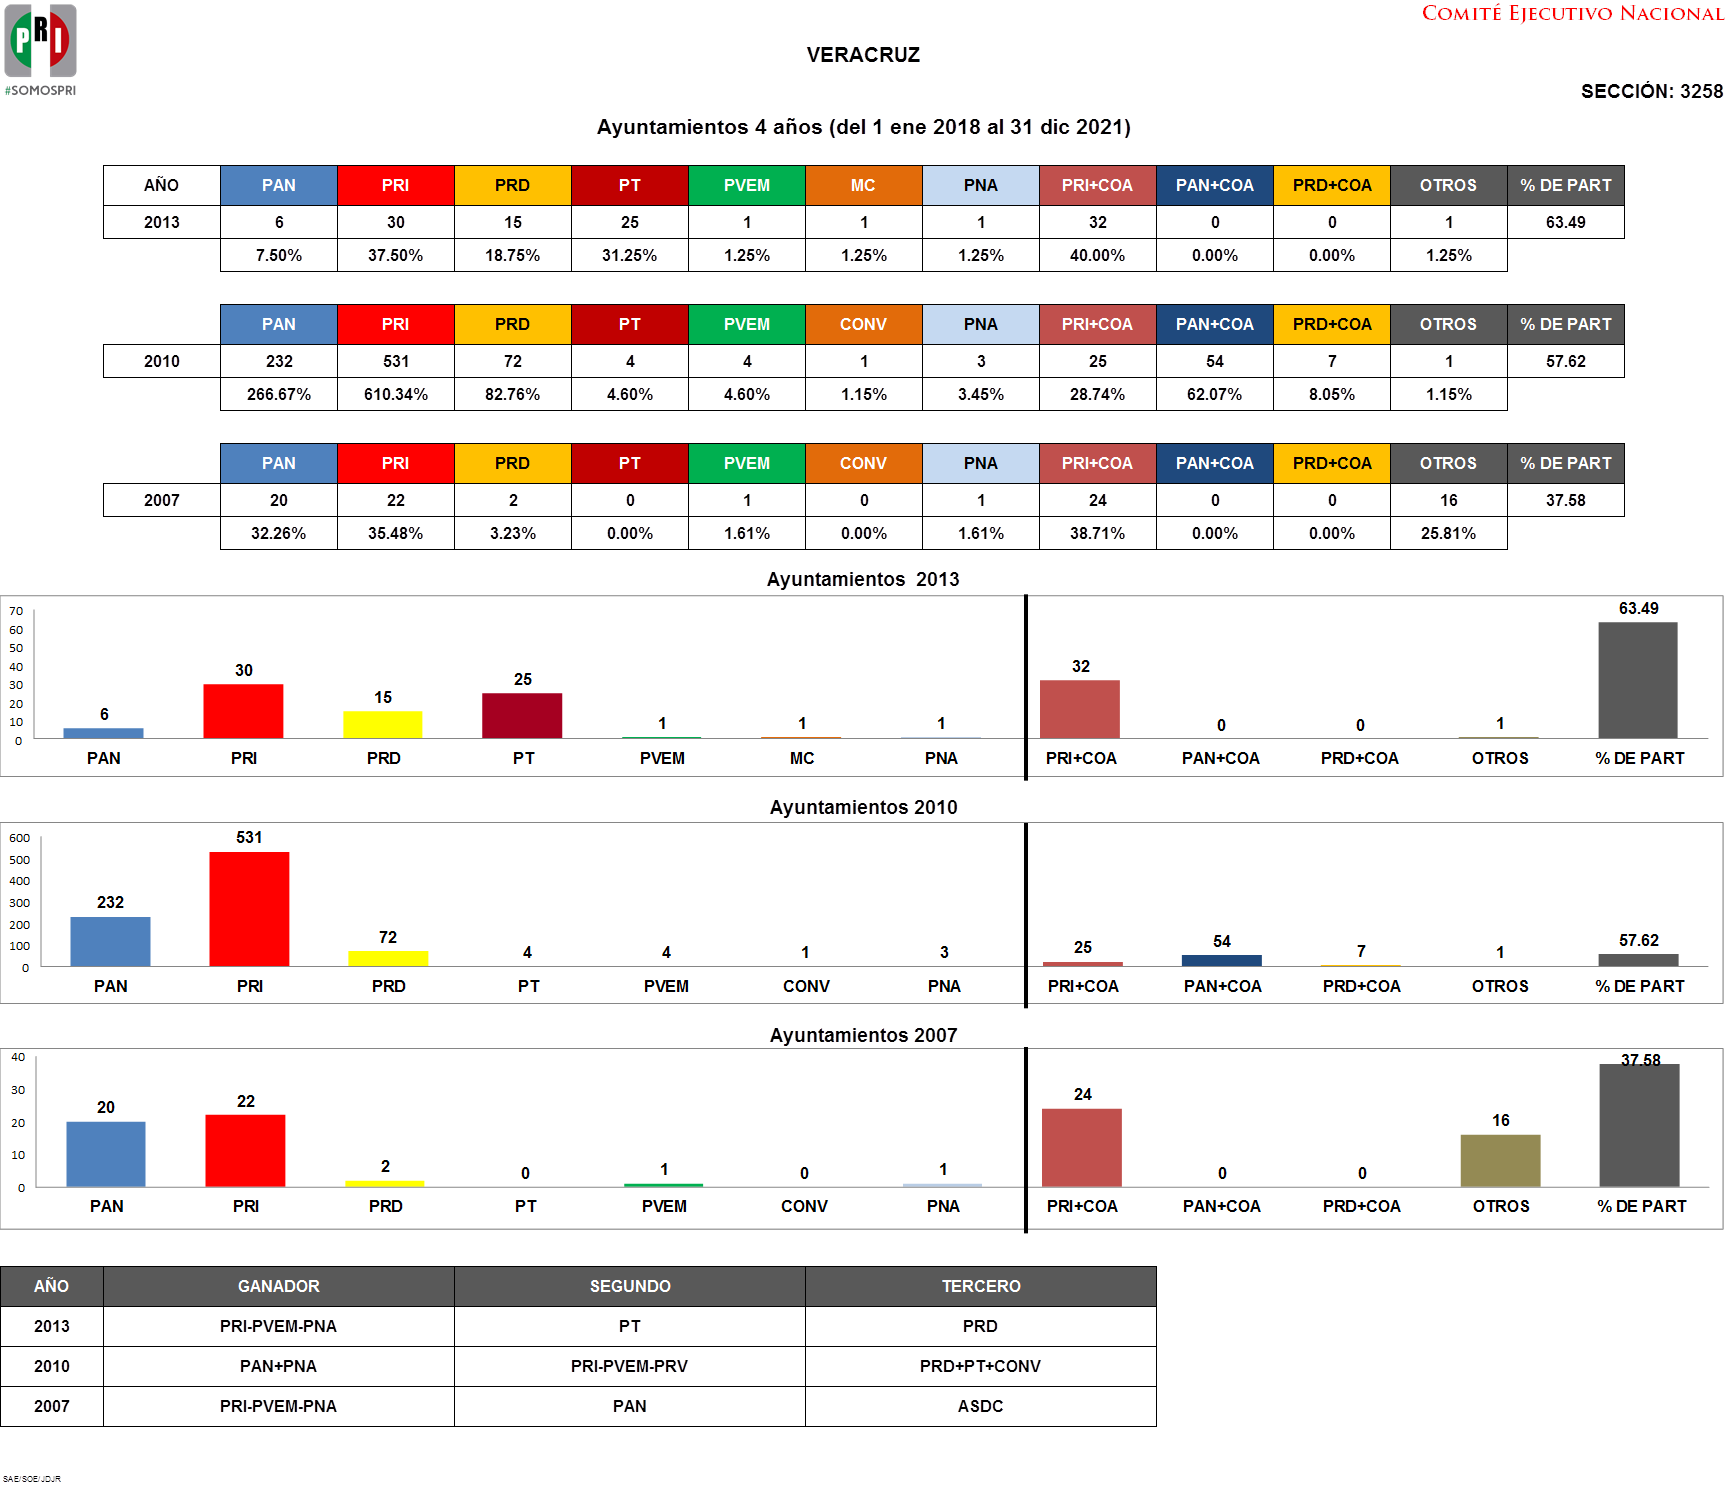 PRI
#SOMOSPRI
COMITÉ EJECUTIVO NACIONAL
VERACRUZ
SECCIÓN: 3258
Ayuntamientos 4 años (del 1 ene 2018 al 31 dic 2021)
AÑO PAN PRI PRD PT PVEM MC PNA PRI+COA PAN+COA PRD+COA OTROS % DE PART
2013 6 30 15 25 1 1 1 32 0 0 1 63.49
7.50% 37.50% 18.75% 31.25% 1.25% 1.25% 1.25% 40.00% 0.00% 0.00% 1.25%
PAN PRI PRD PT PVEM CONV PNA PRI+COA PAN+COA PRD+COA OTROS % DE PART
2010 232 531 72 4 4 1 3 25 54 7 1 57.62
266.67% 610.34% 82.76% 4.60% 4.60% 1.15% 3.45% 28.74% 62.07% 8.05% 1.15%
PAN PRI PRD PT PVEM CONV PNA PRI+COA PAN+COA PRD+COA OTROS % DE PART
2007 20 22 2 0 1 0 1 24 0 0 16 37.58
32.26% 35.48% 3.23% 0.00% 1.61% 0.00% 1.61% 38.71% 0.00% 0.00% 25.81%
Ayuntamientos 2013
70
60
50
40
30
20
10
0
6 30 15 25 1 1 1 32 0 0 1 63.49
PAN PRI PRD PT PVEM MC PNA PRI+COA PAN+COA PRD+COA OTROS % DE PART
Ayuntamientos 2010
600
500
400
300
200
100
0
232 531 72 4 4 1 3 25 54 7 1 57.62
PAN PRI PRD PT PVEM CONV PNA PRI+COA PAN+COA PRD+COA OTROS % DE PART
Ayuntamientos 2007
40
30
20
10
0
20 22 2 0 1 0 1 24 0 0 16 37.58
PAN PRI PRD PT PVEM CONV PNA PRI+COA PAN+COA PRD+COA OTROS % DE PART
AÑO GANADOR SEGUNDO TERCERO
2013 PRI-PVEM-PNA PT PRD
2010 PAN+PNA PRI-PVEM-PRV PRD+PT+CONV
2007 PRI-PVEM-PNA PAN ASDC
SAE/SOE/JDJR